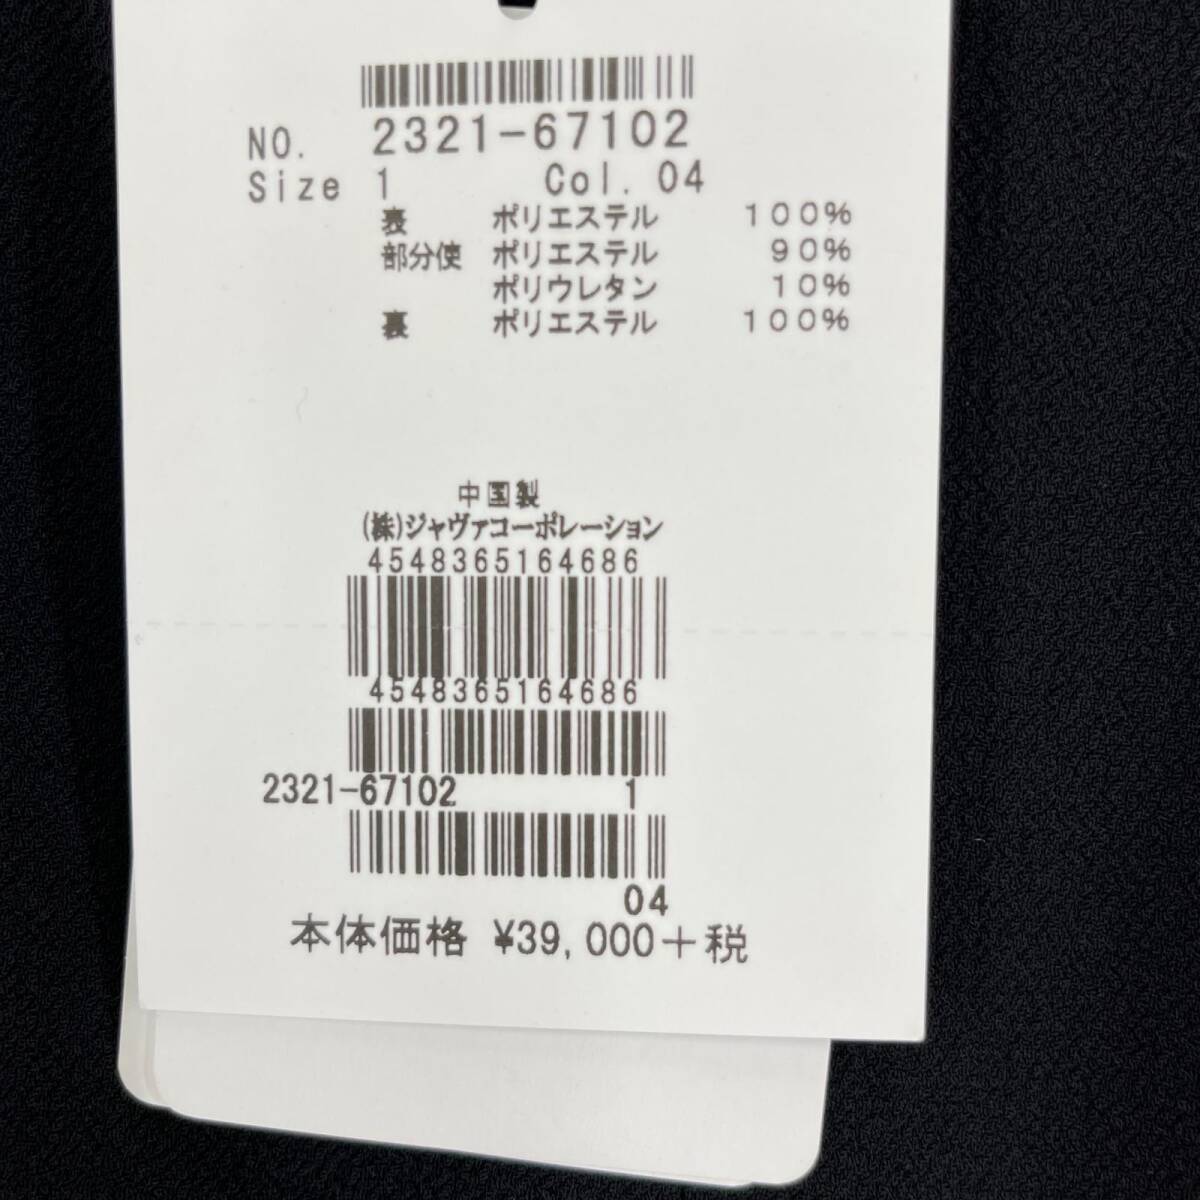 NO. 2321-67102
Size 1 Col. 04
表 ポリエステル 100%
部分使 ポリエステル 90%
ポリウレタン 10%
裏 ポリエステル 100%
中国製
(株)ジャヴァコーポレーション
4548365164686
4548365164686
2321-67102 1
04
本体価格 ¥39,000+税